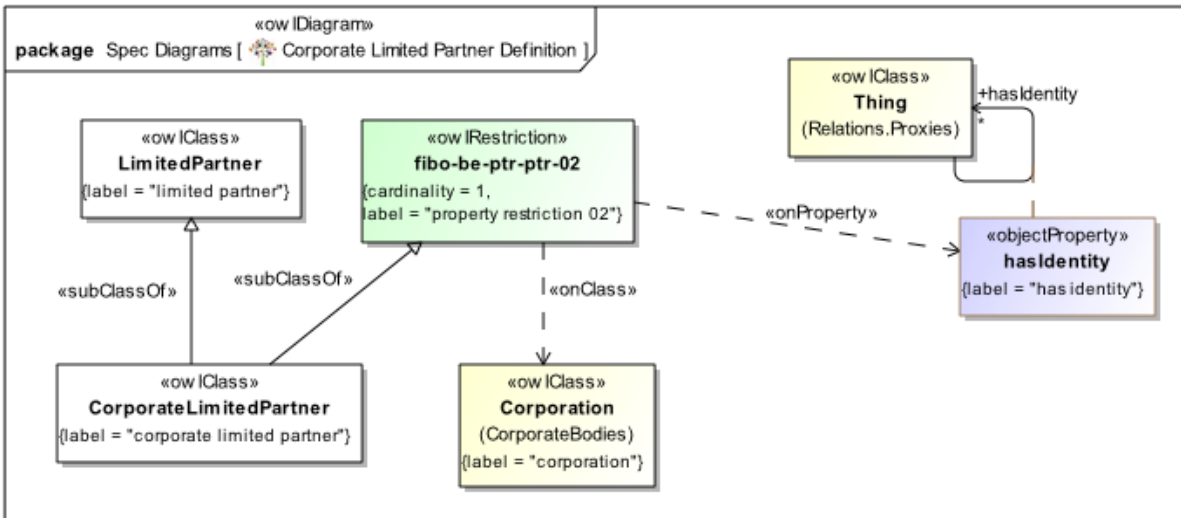 «owlDiagram»
package Spec Diagrams [ Corporate Limited Partner Definition ]
«owlClass»
Thing
(Relations.Proxies)
+hasIdentity
*
«owlClass»
LimitedPartner
{label = "limited partner"}
«owlRestriction»
fibo-be-ptr-ptr-02
{cardinality = 1,
label = "property restriction 02"}
«onProperty»
«objectProperty»
hasIdentity
{label = "has identity"}
«subClassOf»
«subClassOf»
«onClass»
«owlClass»
CorporateLimitedPartner
{label = "corporate limited partner"}
«owlClass»
Corporation
(CorporateBodies)
{label = "corporation"}